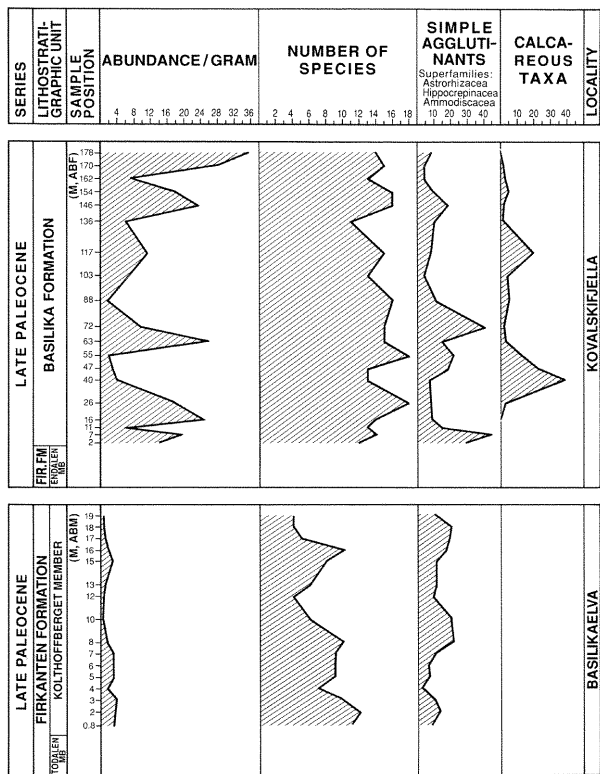 SERIES
LITHOSTRATI-
GRAPHIC UNIT
SAMPLE
POSITION
ABUNDANCE/GRAM
4 12 20 28 36
NUMBER OF
SPECIES
2 4 6 8 10 12 14 16 18
SIMPLE
AGGLUTI-
NANTS
Superfamilies:
Astrorhizacea
Hippocrepinacea
Ammodiscacea
10 20 30 40
CALCA-
REOUS
TAXA
10 20 30 40
LOCALITY
LATE PALEOCENE
BASILIKA FORMATION
FIR.FM
ENDALEN
MB
(M, ABF)
178
170
162
154
146
136
117
103
88
72
63
55
47
40
26
16
11
7
2
KOVALSKIFJELLA
LATE PALEOCENE
FIRKANTEN FORMATION
KOLTHOFFBERGET MEMBER
TODALEN
MB
(M, ABM)
19
18
17
16
15
13
12
10
8
7
6
5
4
3
2
0.8
BASILIKAELVA